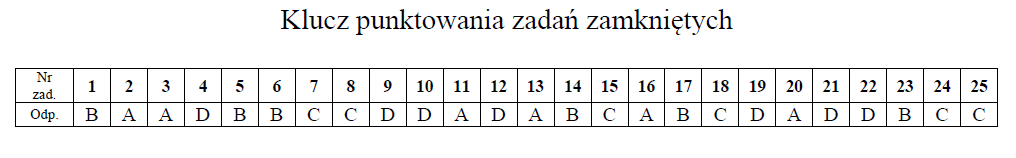 Klucz punktowania zadań zamkniętych
Nr zad. 1 2 3 4 5 6 7 8 9 10 11 12 13 14 15 16 17 18 19 20 21 22 23 24 25
Odp. B A A D B B C C D D A D A B C A B C D A D D B C C